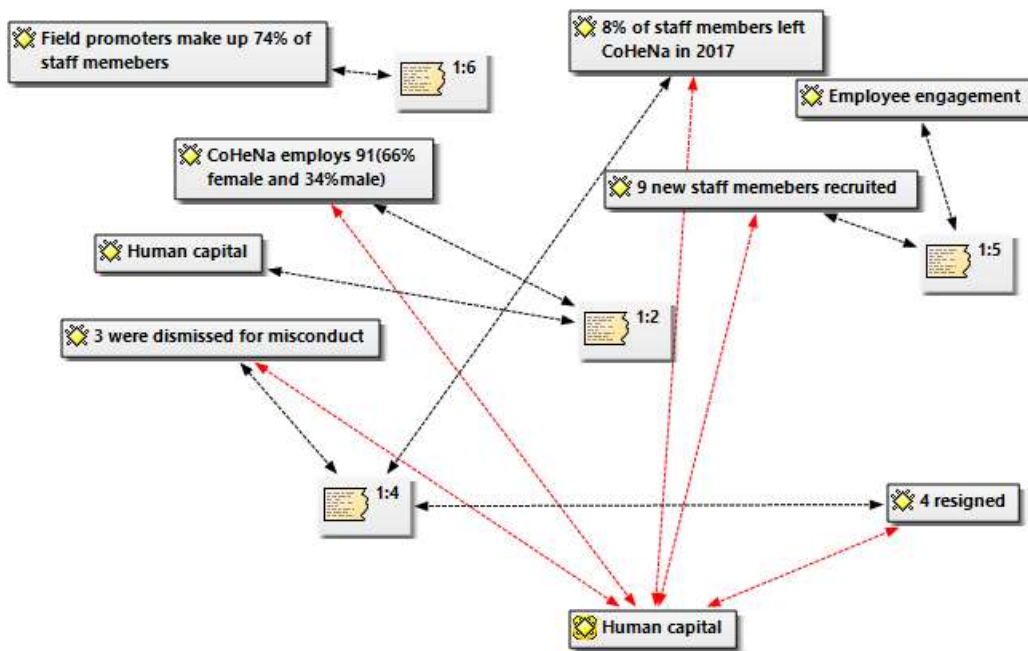 Field promoters make up 74% of
staff memebers
1:6
8% of staff members left
CoHeNa in 2017
Employee engagement
CoHeNa employs 91(66%
female and 34%male)
9 new staff memebers recruited
1:5
Human capital
1:2
3 were dismissed for misconduct
1:4
4 resigned
Human capital